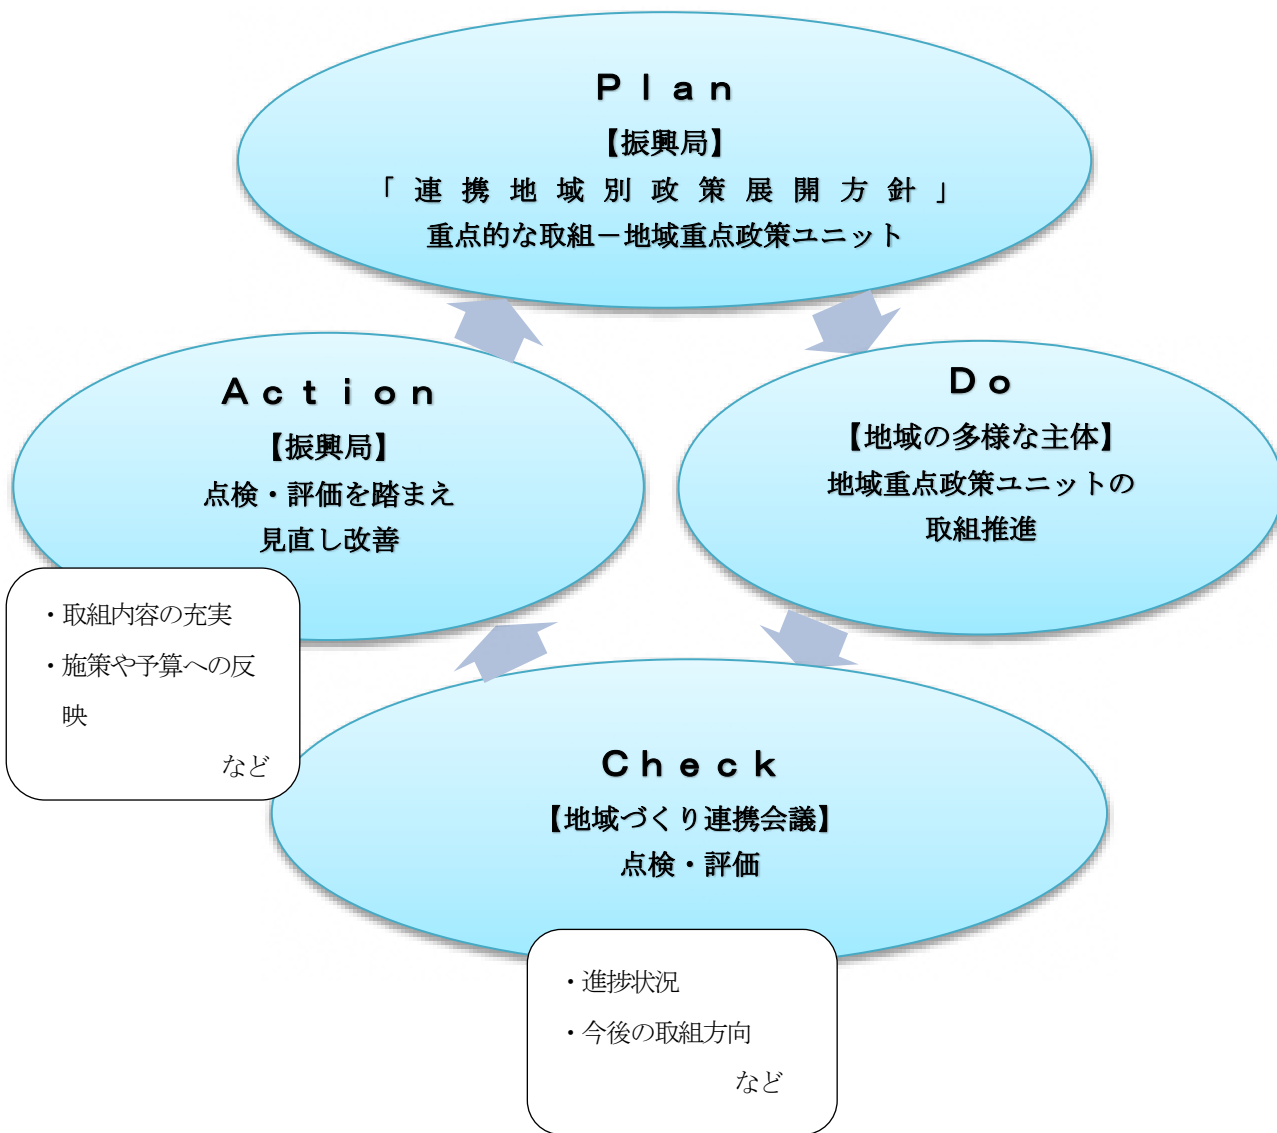 Ｐｌａｎ
【振興局】
「連携地域別政策展開方針」
重点的な取組－地域重点政策ユニット
Ａｃｔｉｏｎ
【振興局】
点検・評価を踏まえ
見直し改善
・取組内容の充実
・施策や予算への反
映
など
Ｄｏ
【地域の多様な主体】
地域重点政策ユニットの
取組推進
Ｃｈｅｃｋ
【地域づくり連携会議】
点検・評価
・進捗状況
・今後の取組方向
など